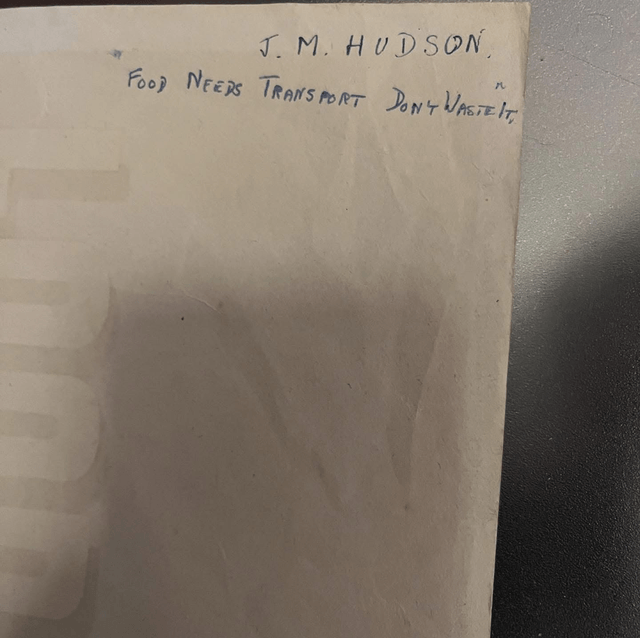 J. M. HUDSON.
"FOOD NEEDS TRANSPORT DON'T WASTE IT,"